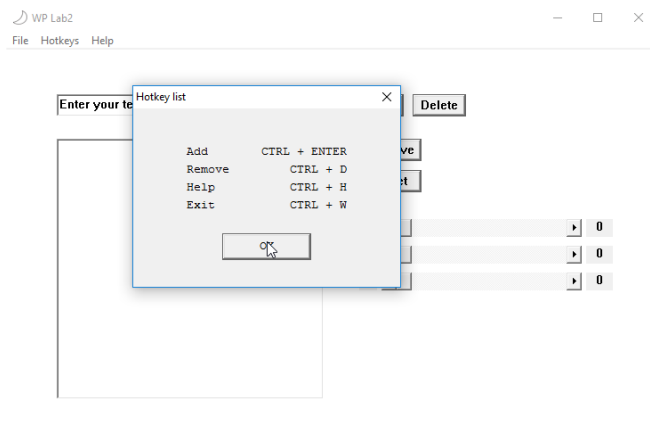 WP Lab2
File Hotkeys Help
Enter your te
Delete
Hotkey list
Add CTRL + ENTER
Remove CTRL + D
Help CTRL + H
Exit CTRL + W
OK
0
0
0